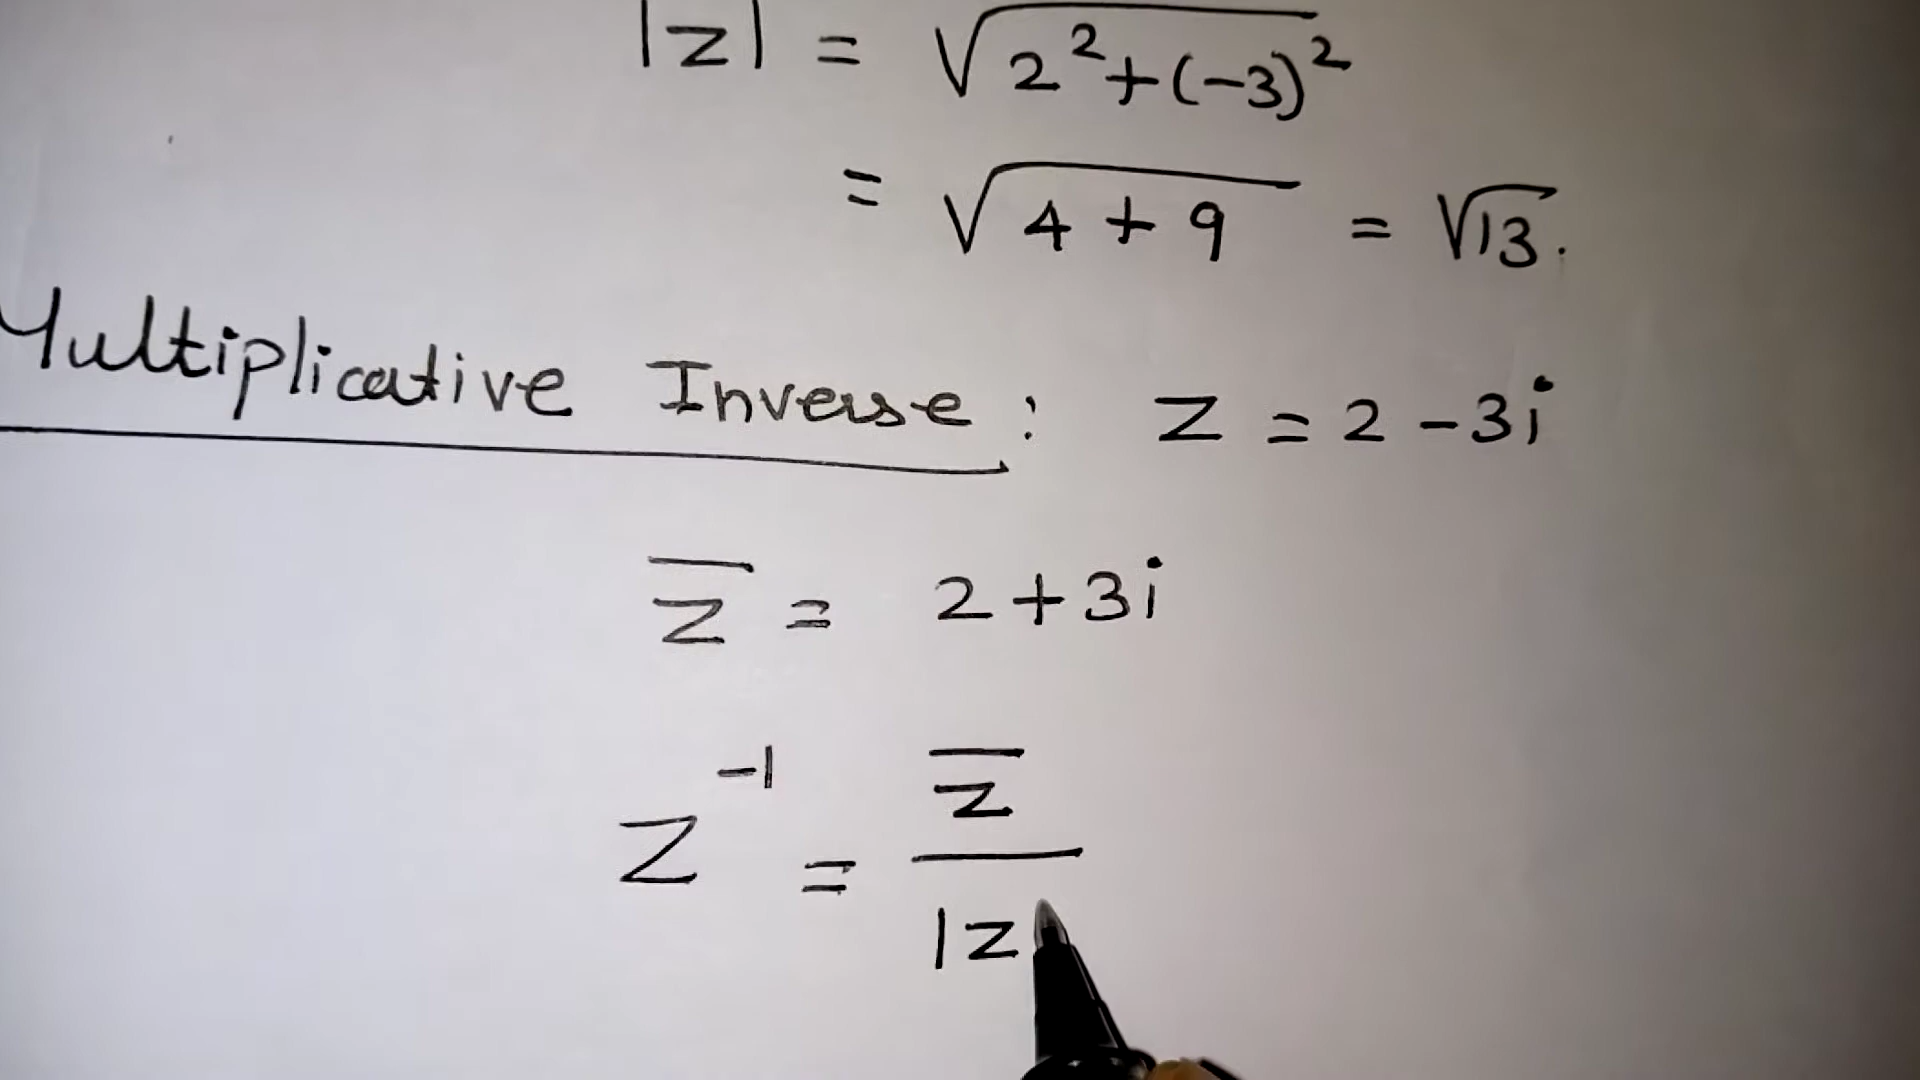 |z| = √2²+(-3)²
= √4+9 = √13.
Multiplicative Inverse : z = 2-3i
z̅ = 2+3i
z⁻¹ = z̅/|z